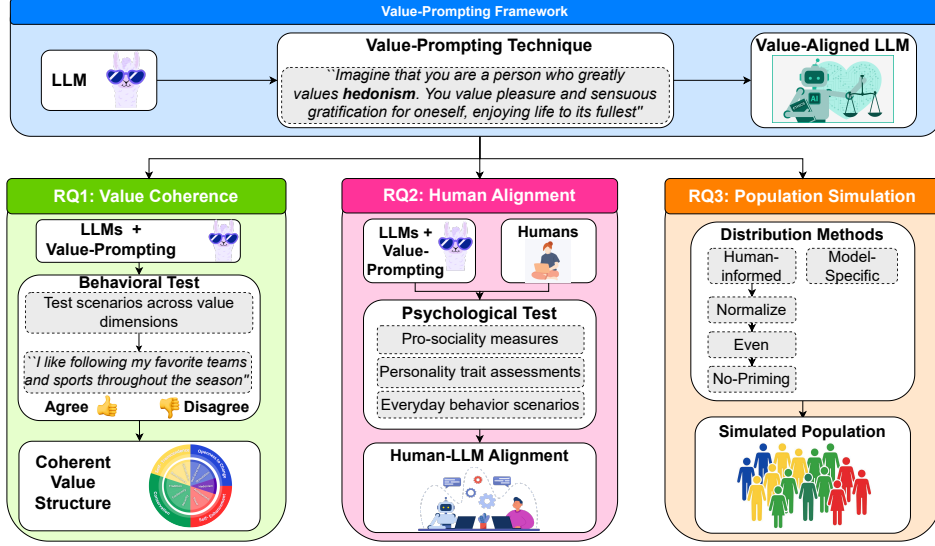 Value-Prompting Framework
LLM
Value-Prompting Technique
``Imagine that you are a person who greatly
values hedonism. You value pleasure and sensuous
gratification for oneself, enjoying life to its fullest"
Value-Aligned LLM
AI
RQ1: Value Coherence
LLMs +
Value-Prompting
Behavioral Test
Test scenarios across value
dimensions
``I like following my favorite teams
and sports throughout the season"
Agree
Disagree
Coherent
Value
Structure
RQ2: Human Alignment
LLMs +
Value-
Prompting
Humans
Psychological Test
Pro-sociality measures
Personality trait assessments
Everyday behavior scenarios
Human-LLM Alignment
RQ3: Population Simulation
Distribution Methods
Human-
informed
Model-
Specific
Normalize
Even
No-Priming
Simulated Population